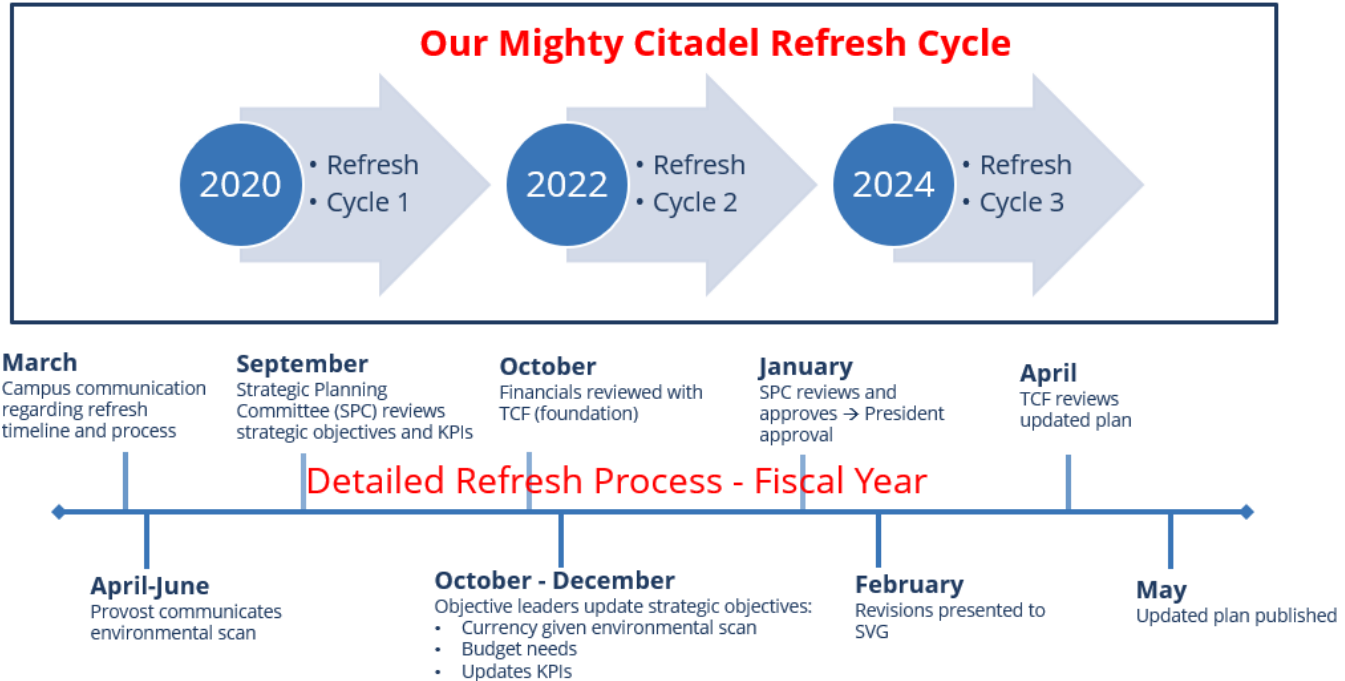 Our Mighty Citadel Refresh Cycle
2020
• Refresh
• Cycle 1
2022
• Refresh
• Cycle 2
2024
• Refresh
• Cycle 3
March
Campus communication
regarding refresh
timeline and process
September
Strategic Planning
Committee (SPC) reviews
strategic objectives and KPIs
October
Financials reviewed with
TCF (foundation)
January
SPC reviews and
approves → President
approval
April
TCF reviews
updated plan
Detailed Refresh Process - Fiscal Year
April-June
Provost communicates
environmental scan
October - December
Objective leaders update strategic objectives:
• Currency given environmental scan
• Budget needs
• Updates KPIs
February
Revisions presented to
SVG
May
Updated plan published